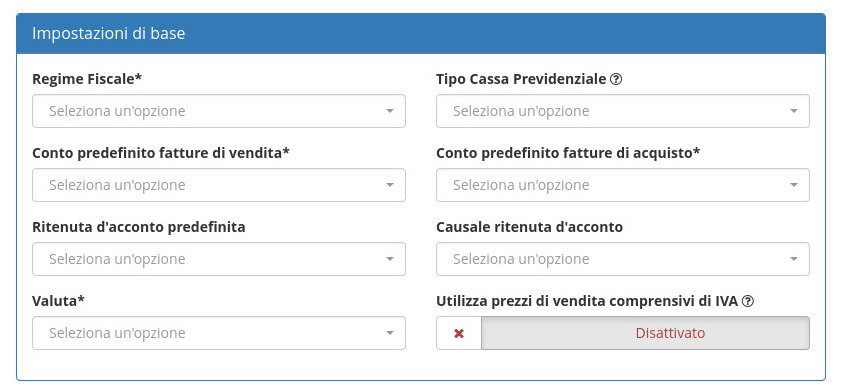 Impostazioni di base
Regime Fiscale*
Tipo Cassa Previdenziale
Seleziona un'opzione
Seleziona un'opzione
Conto predefinito fatture di vendita*
Conto predefinito fatture di acquisto*
Seleziona un'opzione
Seleziona un'opzione
Ritenuta d'acconto predefinita
Causale ritenuta d'acconto
Seleziona un'opzione
Seleziona un'opzione
Valuta*
Utilizza prezzi di vendita comprensivi di IVA
Seleziona un'opzione
Disattivato